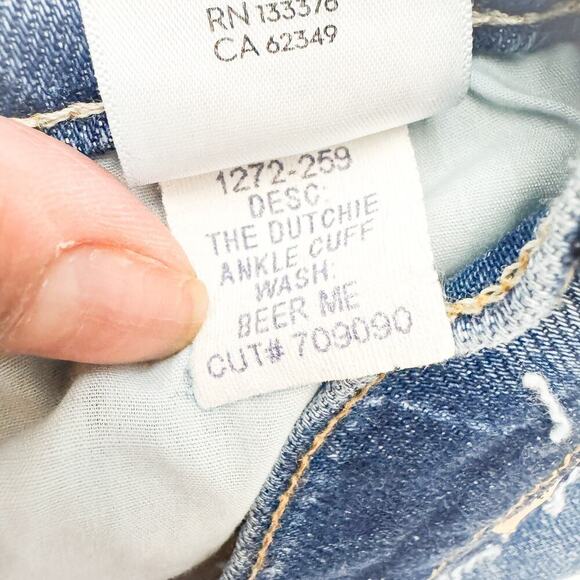 RN 133378
CA 62349
1272-259
DESC:
THE DUTCHIE
ANKLE CUFF
WASH:
BEER ME
CUT# 709090